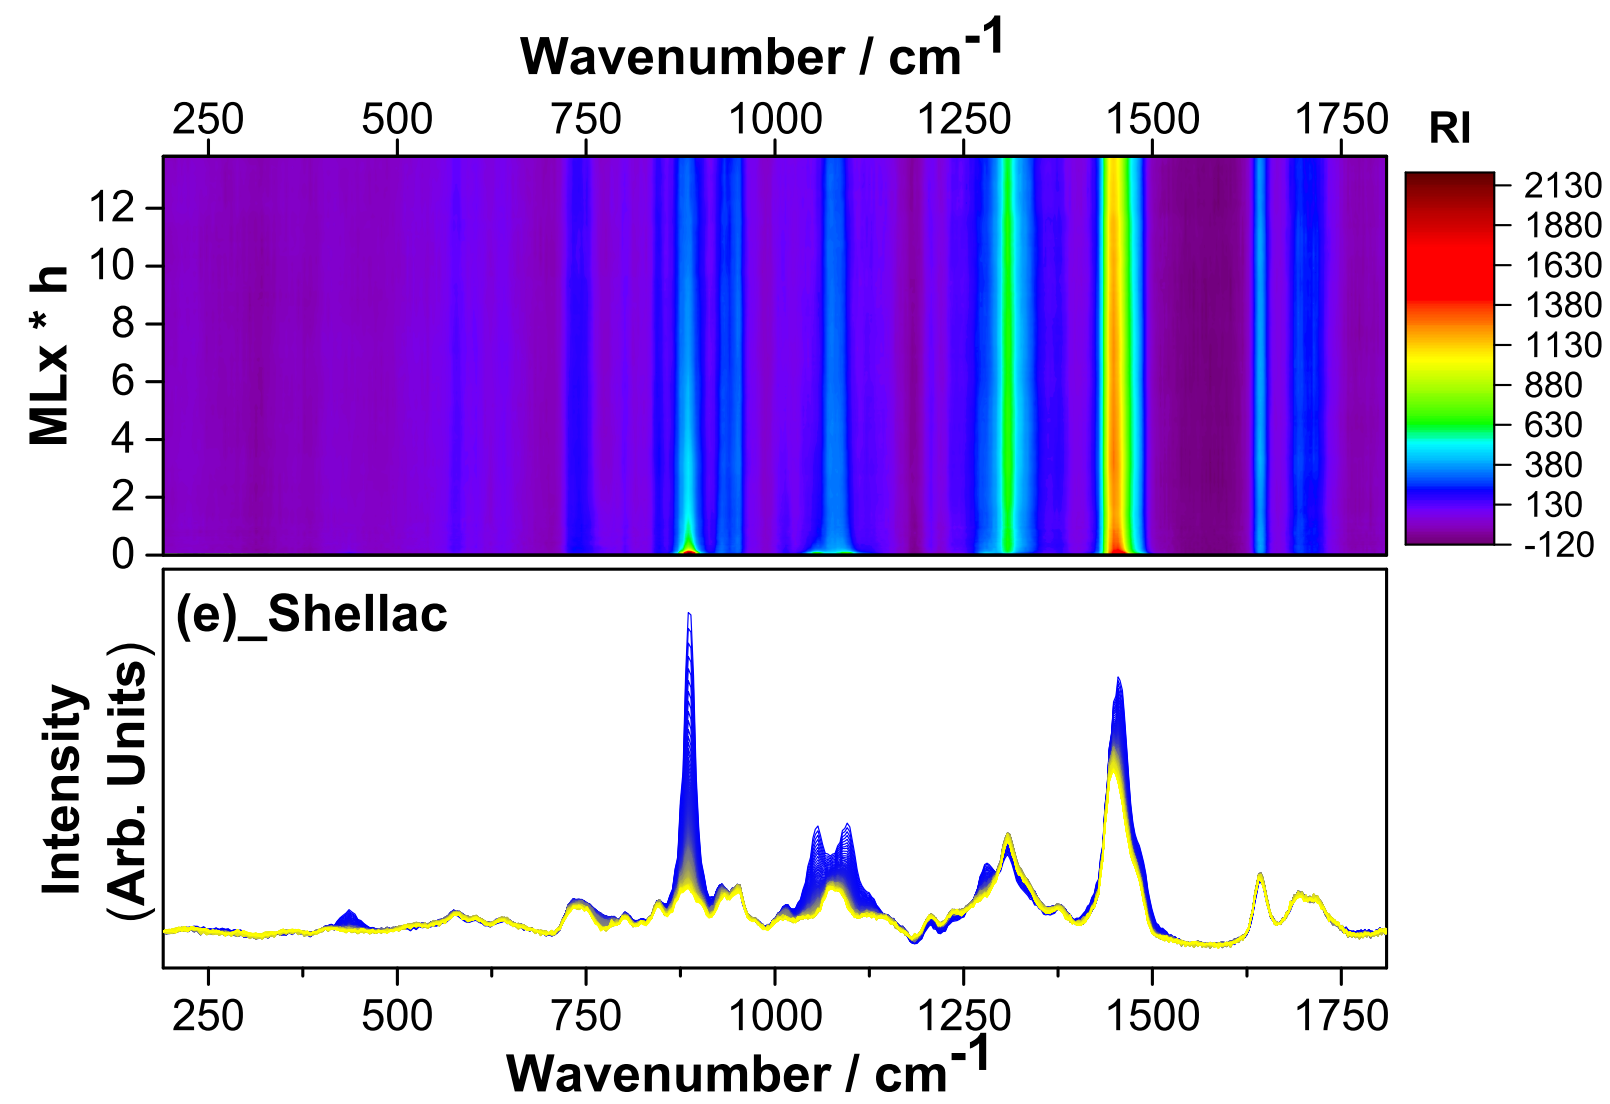 Wavenumber / cm-1
250 500 750 1000 1250 1500 1750
RI
MLx * h
12
10
8
6
4
2
0
2130
1880
1630
1380
1130
880
630
380
130
-120
(e)_Shellac
Intensity
(Arb. Units)
250 500 750 1000 1250 1500 1750
Wavenumber / cm-1